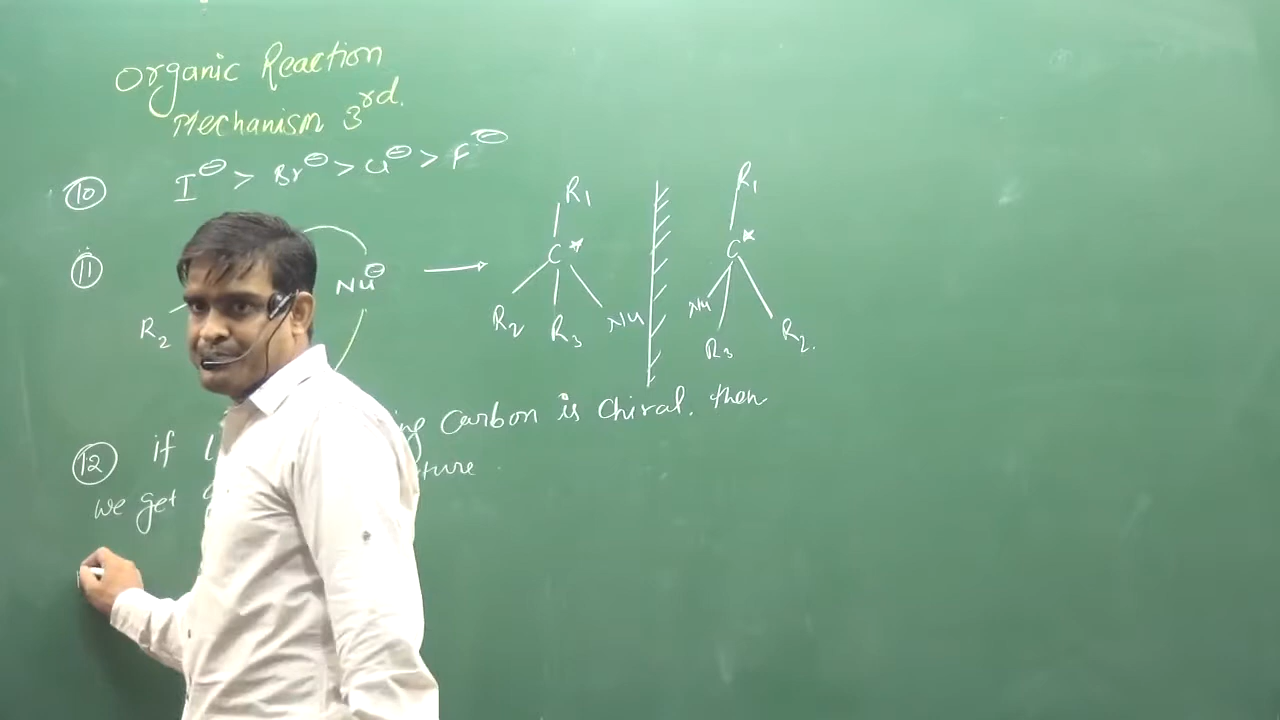 Organic Reaction
Mechanism 3rd.
(10) I⊖ > Br⊖ > Cl⊖ > F⊖
R1 R1
(11) Nu⊖ → C* C*
R2 R2 R3 Nu Nu R3 R2.
(12) if Carbon is Chiral. then
we get